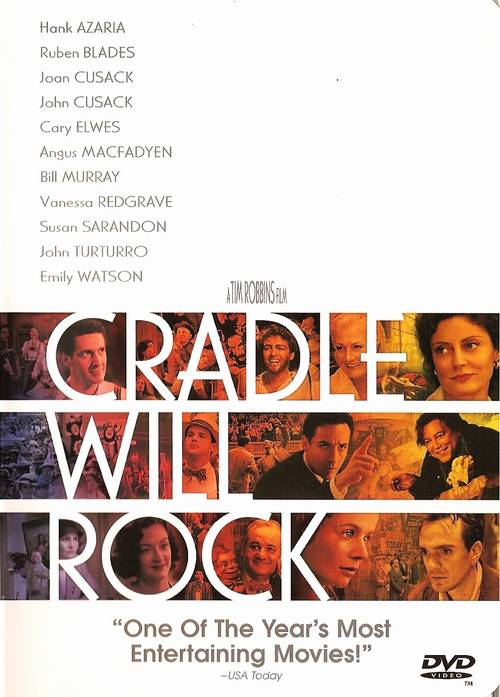 Hank AZARIA
Ruben BLADES
Joan CUSACK
John CUSACK
Cary ELWES
Angus MACFADYEN
Bill MURRAY
Vanessa REDGRAVE
Susan SARANDON
John TURTURRO
Emily WATSON
A TIM ROBBINS FILM
CRADLE
WILL
ROCK
"One Of The Year's Most
Entertaining Movies!"
–USA Today
DVD
VIDEO
TM